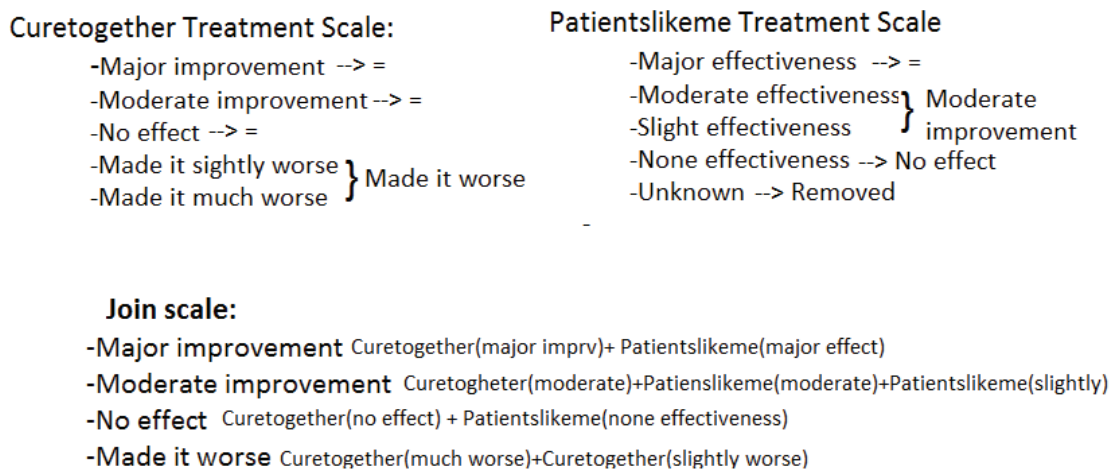 Curetogether Treatment Scale:
-Major improvement --> =
-Moderate improvement --> =
-No effect --> =
-Made it sightly worse
-Made it much worse
} Made it worse
Patientslikeme Treatment Scale
-Major effectiveness --> =
-Moderate effectiveness
-Slight effectiveness
} Moderate
improvement
-None effectiveness --> No effect
-Unknown --> Removed
-
Join scale:
-Major improvement Curetogether(major imprv)+ Patientslikeme(major effect)
-Moderate improvement Curetogheter(moderate)+Patienslikeme(moderate)+Patientslikeme(slightly)
-No effect Curetogether(no effect) + Patientslikeme(none effectiveness)
-Made it worse Curetogether(much worse)+Curetogether(slightly worse)